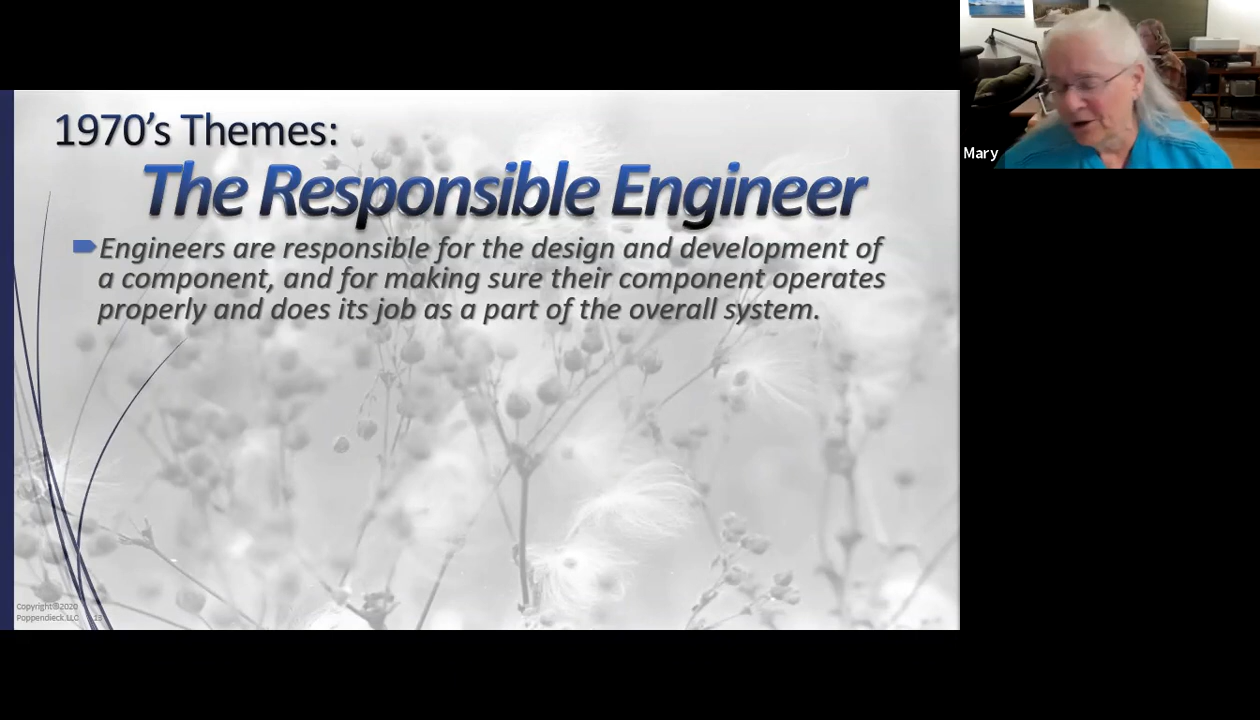 1970's Themes:
The Responsible Engineer
Engineers are responsible for the design and development of
a component, and for making sure their component operates
properly and does its job as a part of the overall system.
Mary
Copyright©2020
Poppendieck.LLC